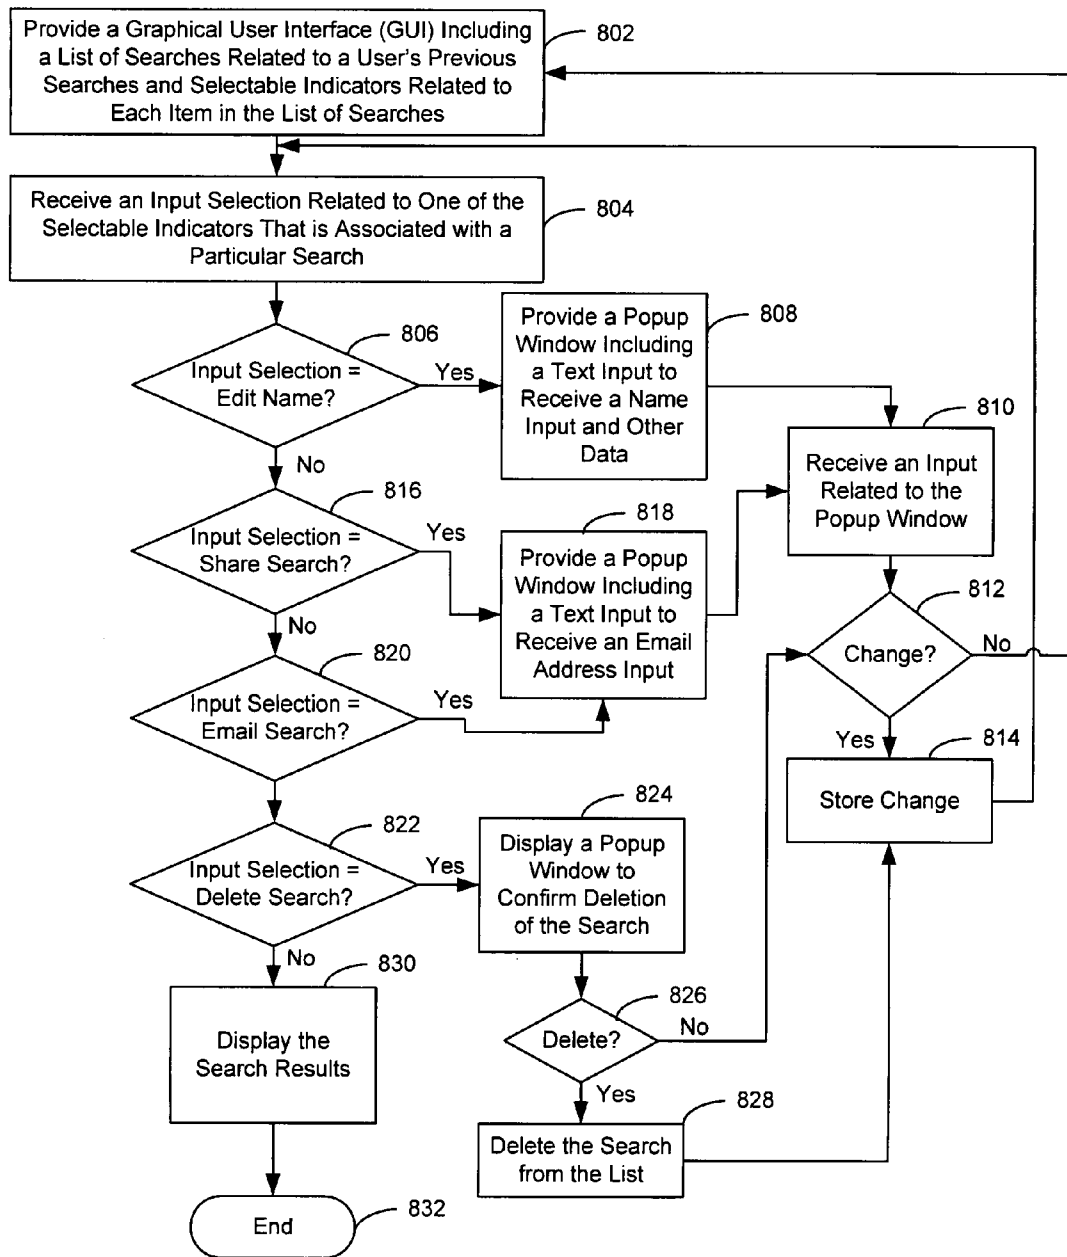 Provide a Graphical User Interface (GUI) Including
a List of Searches Related to a User's Previous
Searches and Selectable Indicators Related to
Each Item in the List of Searches
802
Receive an Input Selection Related to One of the
Selectable Indicators That is Associated with a
Particular Search
804
Input Selection =
Edit Name?
806
Yes
No
Provide a Popup
Window Including
a Text Input to
Receive a Name
Input and Other
Data
808
Receive an Input
Related to the
Popup Window
810
Input Selection =
Share Search?
816
Yes
No
Provide a Popup
Window Including
a Text Input to
Receive an Email
Address Input
818
Change?
812
No
Yes
Store Change
814
Input Selection =
Email Search?
820
Yes
Input Selection =
Delete Search?
822
Yes
No
Display a Popup
Window to
Confirm Deletion
of the Search
824
Delete?
826
No
Yes
Delete the Search
from the List
828
Display the
Search Results
830
End
832